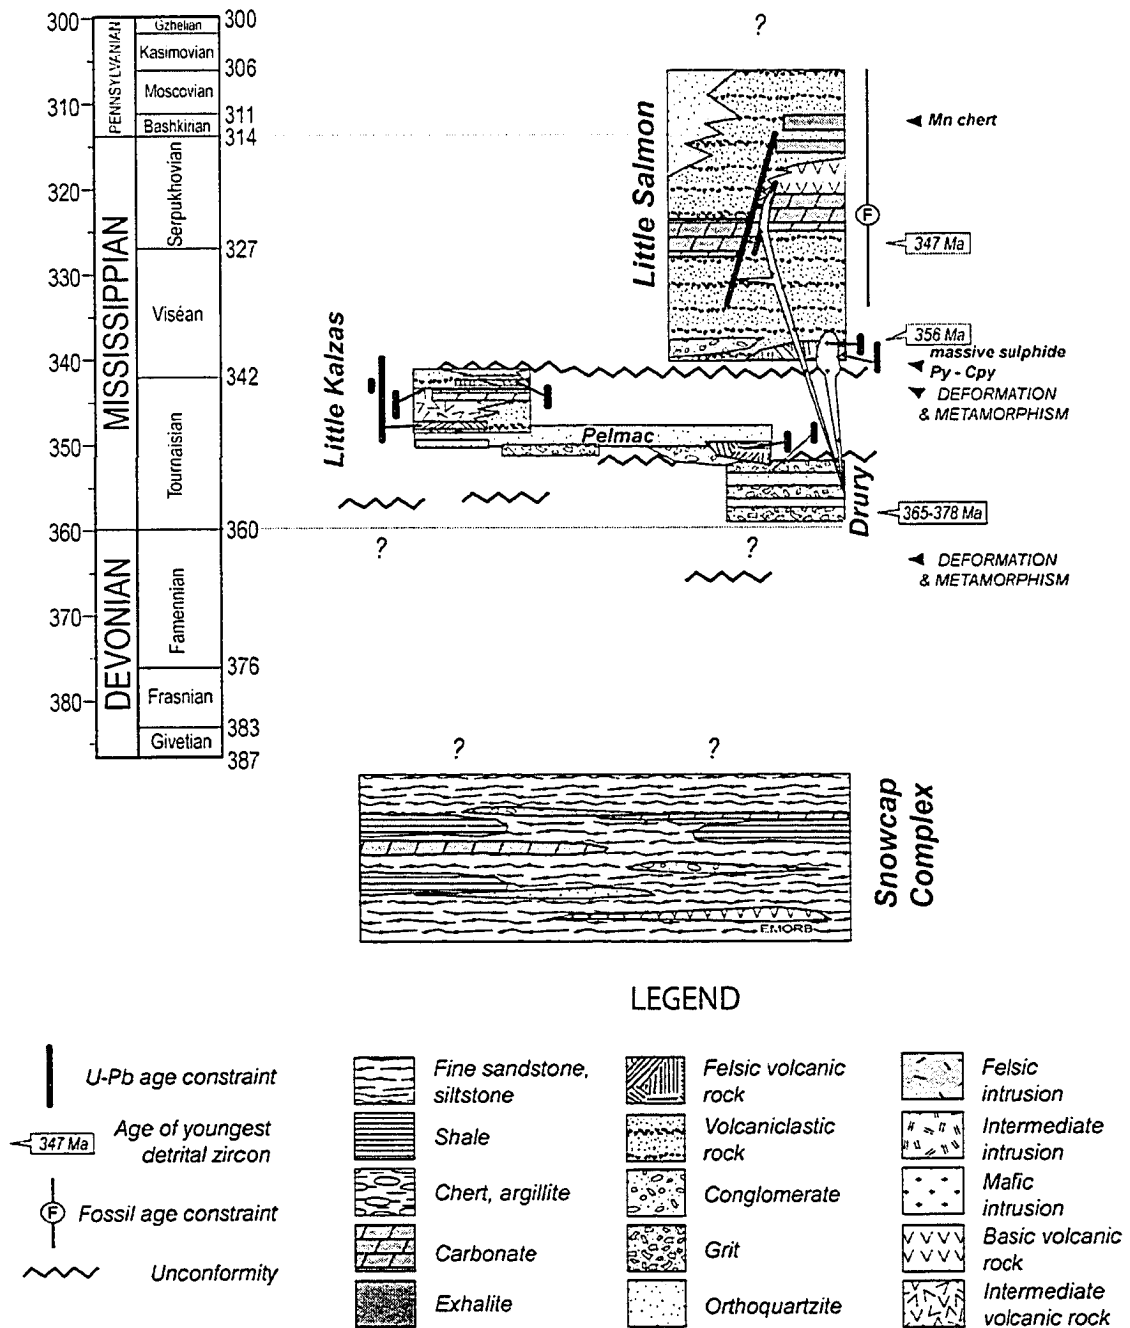 300
Gzhelian
300
Kasimovian
306
Moscovian
310
311
Bashkirian
314
PENNSYLVANIAN
320
Serpukhovian
327
330
Viséan
340
342
MISSISSIPPIAN
350
Tournaisian
360
360
Famennian
370
376
DEVONIAN
Frasnian
380
383
Givetian
387
?
Little Salmon
Mn chert
F
347 Ma
356 Ma
massive sulphide
Py - Cpy
DEFORMATION
& METAMORPHISM
Little Kalzas
Pelmac
Drury
365-378 Ma
?
?
DEFORMATION
& METAMORPHISM
?
?
Snowcap
Complex
EMORB
LEGEND
U-Pb age constraint
347 Ma
Age of youngest
detrital zircon
F
Fossil age constraint
Unconformity
Fine sandstone,
siltstone
Shale
Chert, argillite
Carbonate
Exhalite
Felsic volcanic
rock
Volcaniclastic
rock
Conglomerate
Grit
Orthoquartzite
Felsic
intrusion
Intermediate
intrusion
Mafic
intrusion
Basic volcanic
rock
Intermediate
volcanic rock